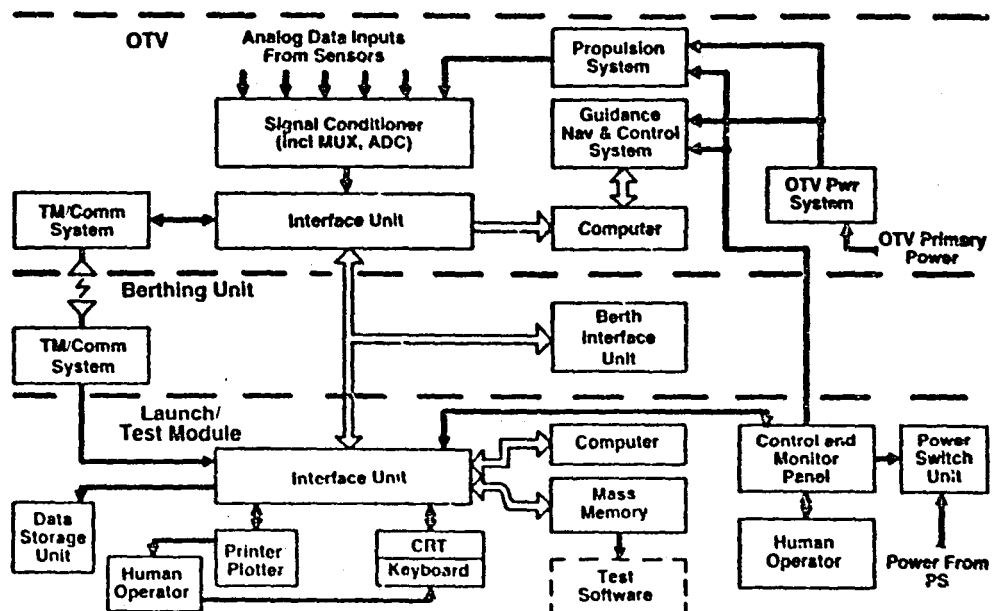 OTV
Analog Data Inputs
From Sensors
Propulsion
System
Signal Conditioner
(incl MUX, ADC)
Guidance
Nav & Control
System
TM/Comm
System
Interface Unit
Computer
OTV Pwr
System
OTV Primary
Power
Berthing Unit
TM/Comm
System
Berth
Interface
Unit
Launch/
Test Module
Interface Unit
Computer
Mass
Memory
Control and
Monitor
Panel
Power
Switch
Unit
Data
Storage
Unit
Human
Operator
Printer
Plotter
CRT
Keyboard
Test
Software
Human
Operator
Power From
PS